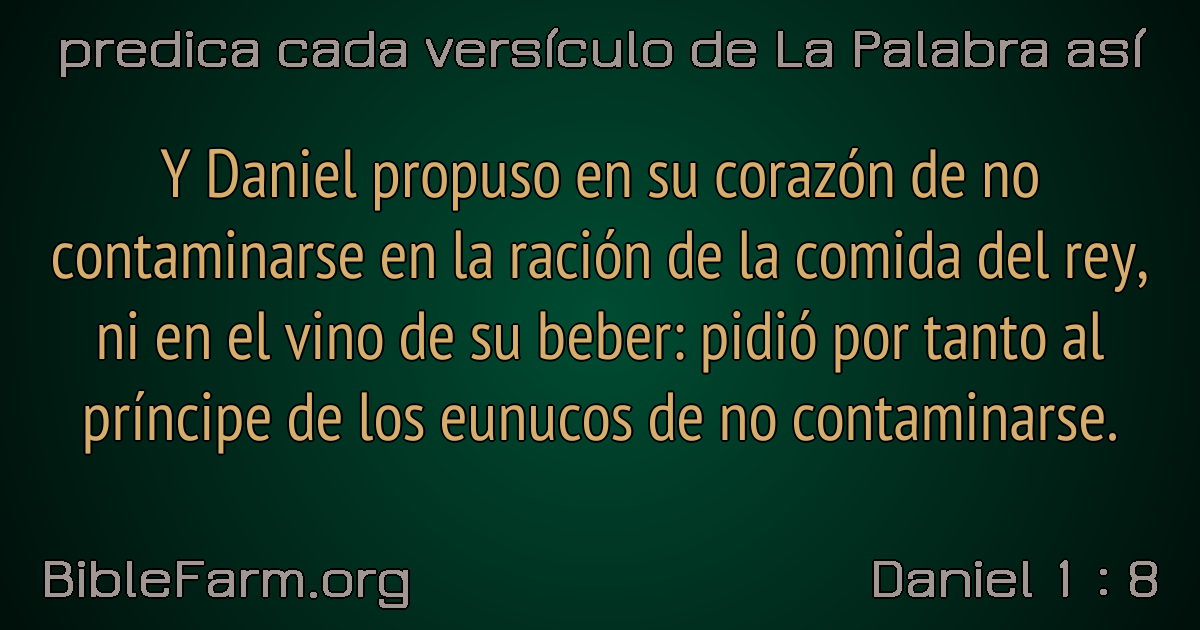 predica cada versículo de La Palabra así
Y Daniel propuso en su corazón de no
contaminarse en la ración de la comida del rey,
ni en el vino de su beber: pidió por tanto al
príncipe de los eunucos de no contaminarse.
BibleFarm.org
Daniel 1 : 8